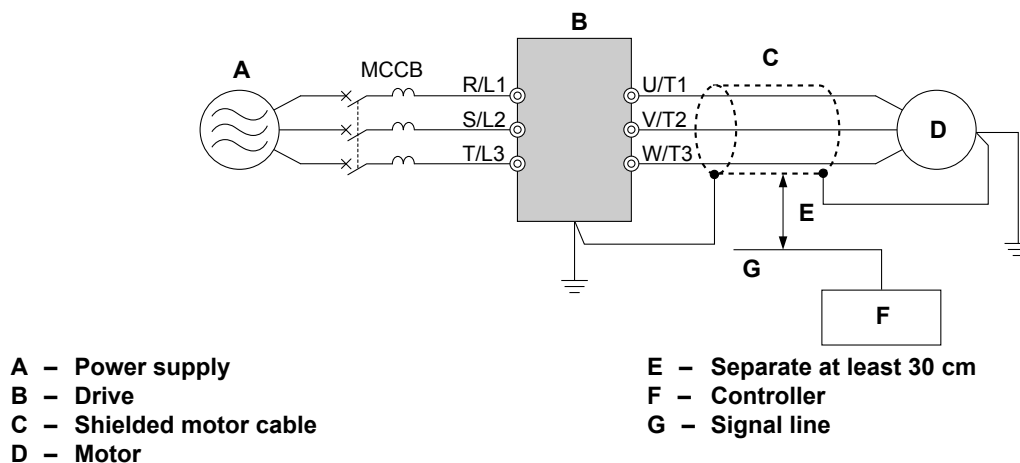 B
A
MCCB
C
R/L1
U/T1
S/L2
V/T2
D
T/L3
W/T3
E
G
F
A – Power supply
B – Drive
C – Shielded motor cable
D – Motor
E – Separate at least 30 cm
F – Controller
G – Signal line